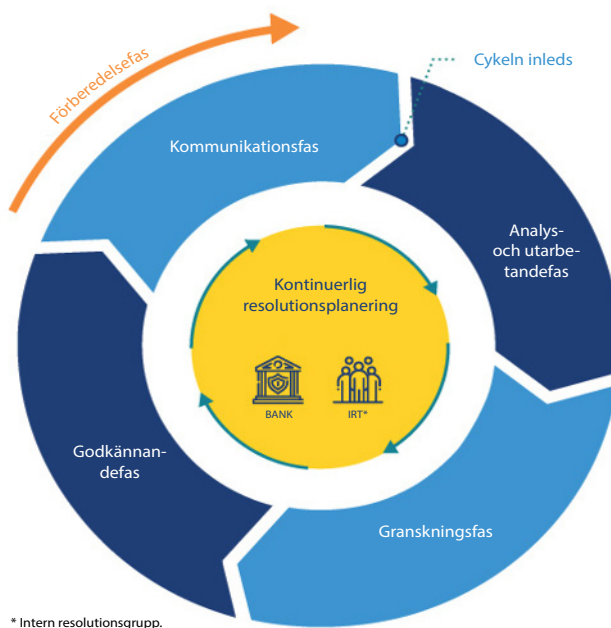 Förberedelsefas
Cykeln inleds
Kommunikationsfas
Analys-
och utarbe-
tandefas
Kontinuerlig
resolutionsplanering
BANK
IRT*
Godkännan-
defas
Granskningsfas
* Intern resolutionsgrupp.